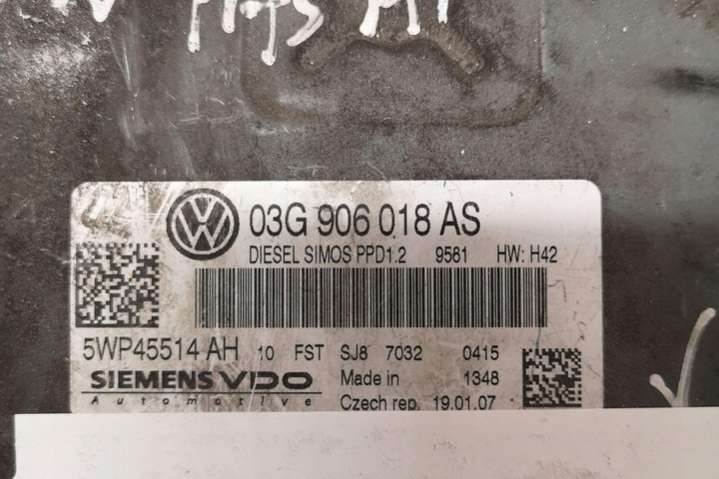 03G 906 018 AS
DIESEL SIMOS PPD1.2 9581 HW: H42
5WP45514 AH 10 FST SJ8 7032 0415
SIEMENS VDO Made in 1348
Automotive Czech rep. 19.01.07